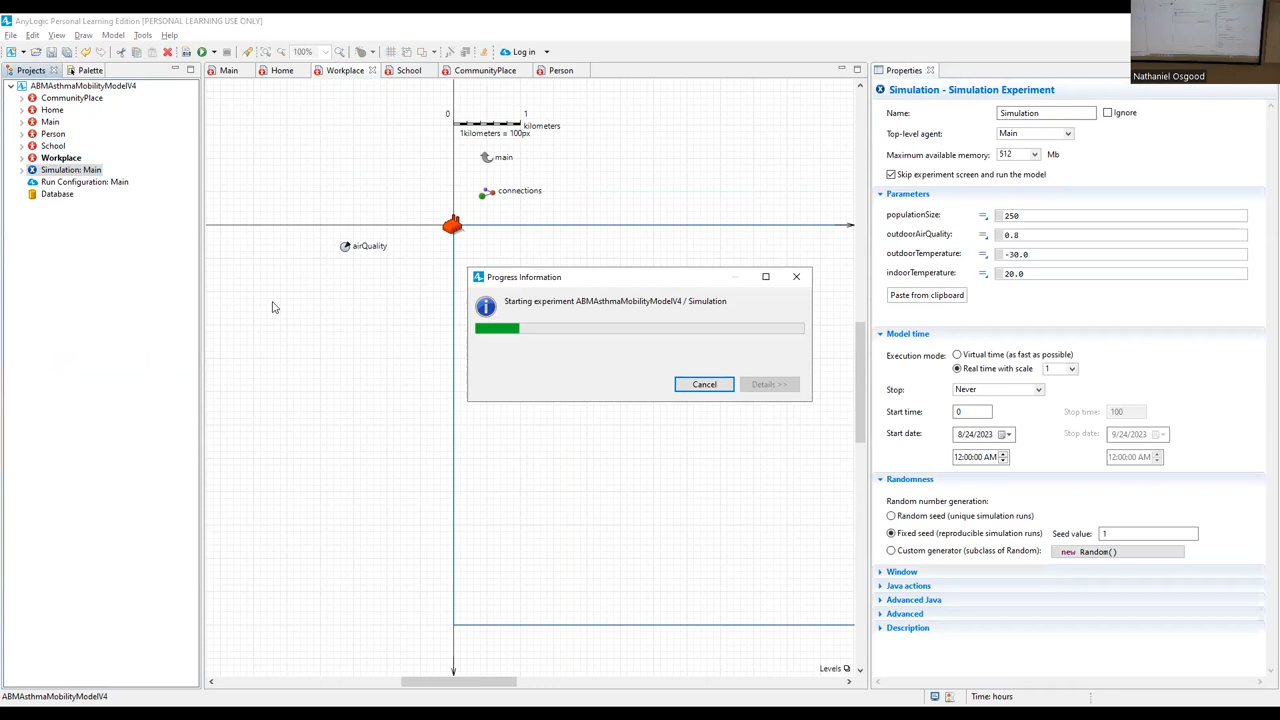 AnyLogic Personal Learning Edition [PERSONAL LEARNING USE ONLY]
File Edit View Draw Model Tools Help
100% Log in
Projects Palette
Main Home Workplace School CommunityPlace Person
ABMAsthmaMobilityModelV4
CommunityPlace
Home
Main
Person
School
Workplace
Simulation: Main
Run Configuration: Main
Database
0 1
kilometers
1kilometers = 100px
main
connections
airQuality
Progress Information
Starting experiment ABMAsthmaMobilityModelV4 / Simulation
Cancel Details >>
Levels
Nathaniel Osgood
Properties
Simulation - Simulation Experiment
Name: Simulation Ignore
Top-level agent: Main
Maximum available memory: 512 Mb
Skip experiment screen and run the model
Parameters
populationSize: 250
outdoorAirQuality: 0.8
outdoorTemperature: -30.0
indoorTemperature: 20.0
Paste from clipboard
Model time
Execution mode: Virtual time (as fast as possible)
Real time with scale 1
Stop: Never
Start time: 0 Stop time: 100
Start date: 8/24/2023 Stop date: 9/24/2023
12:00:00 AM 12:00:00 AM
Randomness
Random number generation:
Random seed (unique simulation runs)
Fixed seed (reproducible simulation runs) Seed value: 1
Custom generator (subclass of Random): new Random()
Window
Java actions
Advanced Java
Advanced
Description
ABMAsthmaMobilityModelV4 Time: hours